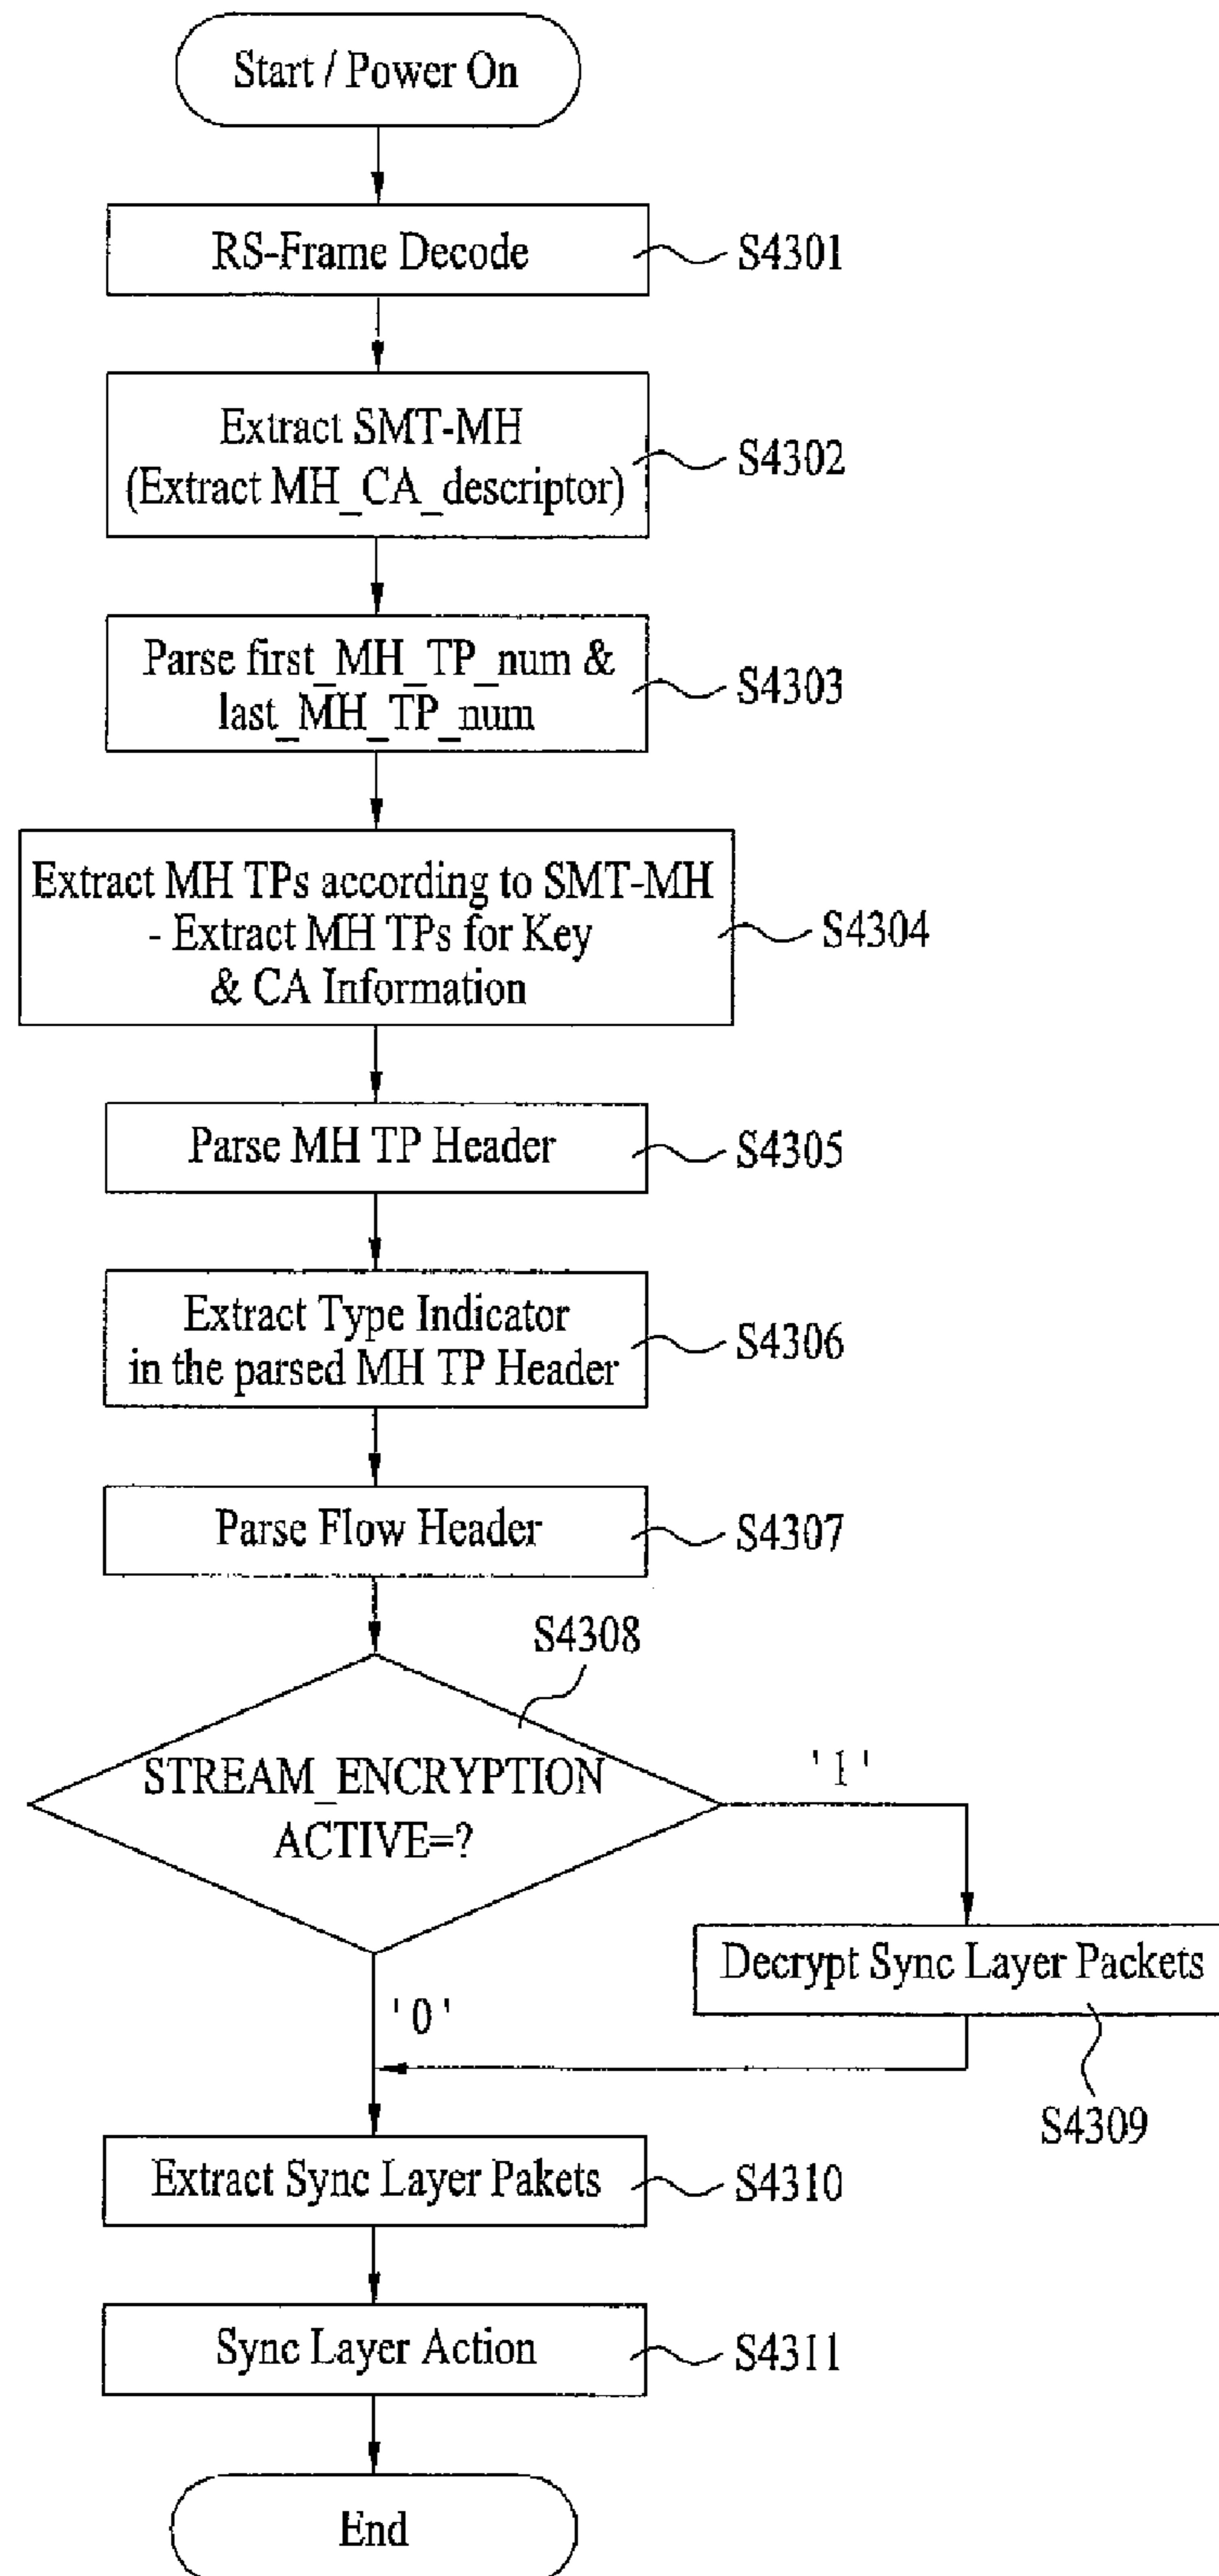 Start / Power On
RS-Frame Decode
S4301
Extract SMT-MH
(Extract MH_CA_descriptor)
S4302
Parse first_MH_TP_num &
last_MH_TP_num
S4303
Extract MH TPs according to SMT-MH
- Extract MH TPs for Key
& CA Information
S4304
Parse MH TP Header
S4305
Extract Type Indicator
in the parsed MH TP Header
S4306
Parse Flow Header
S4307
S4308
STREAM_ENCRYPTION
ACTIVE=?
'1'
Decrypt Sync Layer Packets
'0'
S4309
Extract Sync Layer Pakets
S4310
Sync Layer Action
S4311
End